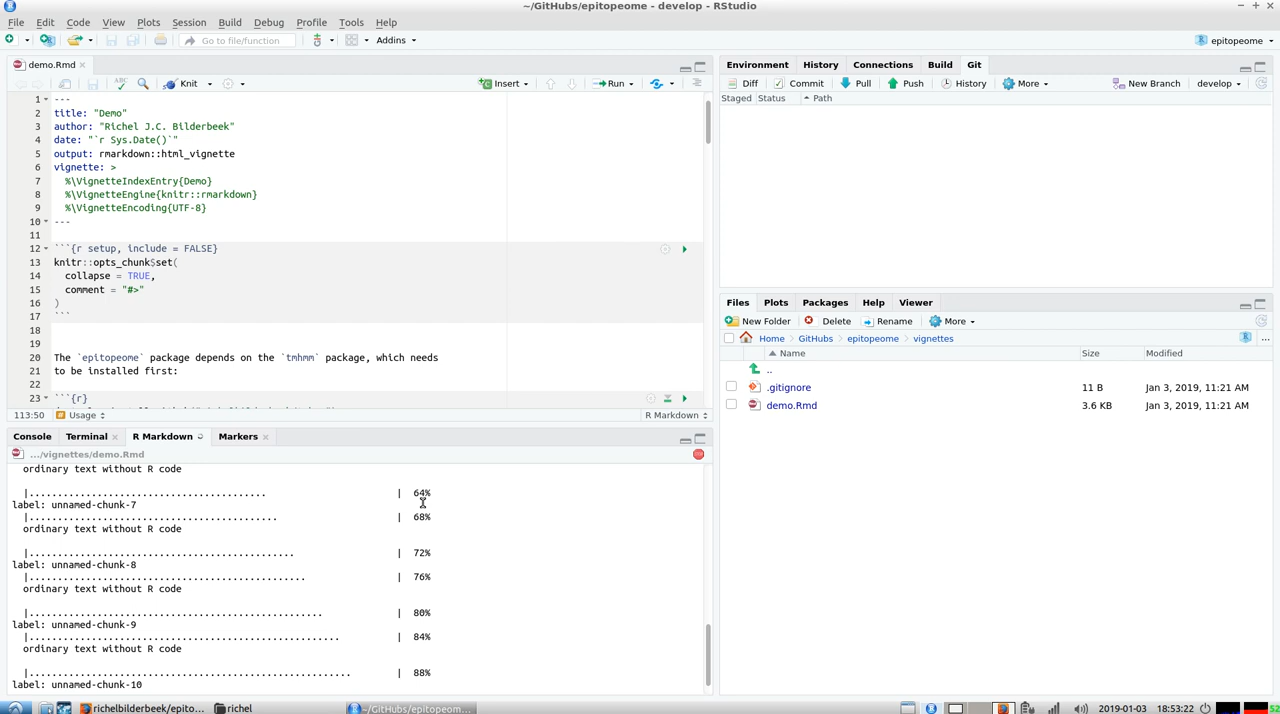 ~/GitHubs/epitopeome - develop - RStudio
File Edit Code View Plots Session Build Debug Profile Tools Help
Go to file/function Addins epitopeome
demo.Rmd
Knit Insert Run
1 ---
2 title: "Demo"
3 author: "Richel J.C. Bilderbeek"
4 date: "`r Sys.Date()`"
5 output: rmarkdown::html_vignette
6 vignette: >
7 %\VignetteIndexEntry{Demo}
8 %\VignetteEngine{knitr::rmarkdown}
9 %\VignetteEncoding{UTF-8}
10 ---
11
12 ```{r setup, include = FALSE}
13 knitr::opts_chunk$set(
14 collapse = TRUE,
15 comment = "#>"
16 )
17 ```
18
19
20 The `epitopeome` package depends on the `tmhmm` package, which needs
21 to be installed first:
22
23 ```{r}
113:50 Usage R Markdown
Console Terminal R Markdown Markers
.../vignettes/demo.Rmd
ordinary text without R code
|.......................................... | 64%
label: unnamed-chunk-7
|............................................ | 68%
ordinary text without R code
|............................................... | 72%
label: unnamed-chunk-8
|................................................. | 76%
ordinary text without R code
|.................................................... | 80%
label: unnamed-chunk-9
|....................................................... | 84%
ordinary text without R code
|......................................................... | 88%
label: unnamed-chunk-10
Environment History Connections Build Git
Diff Commit Pull Push History More New Branch develop
Staged Status Path
Files Plots Packages Help Viewer
New Folder Delete Rename More
Home GitHubs epitopeome vignettes ...
Name Size Modified
..
.gitignore 11 B Jan 3, 2019, 11:21 AM
demo.Rmd 3.6 KB Jan 3, 2019, 11:21 AM
richelbilderbeek/epito... richel ~/GitHubs/epitopeom... 2019-01-03 18:53:22